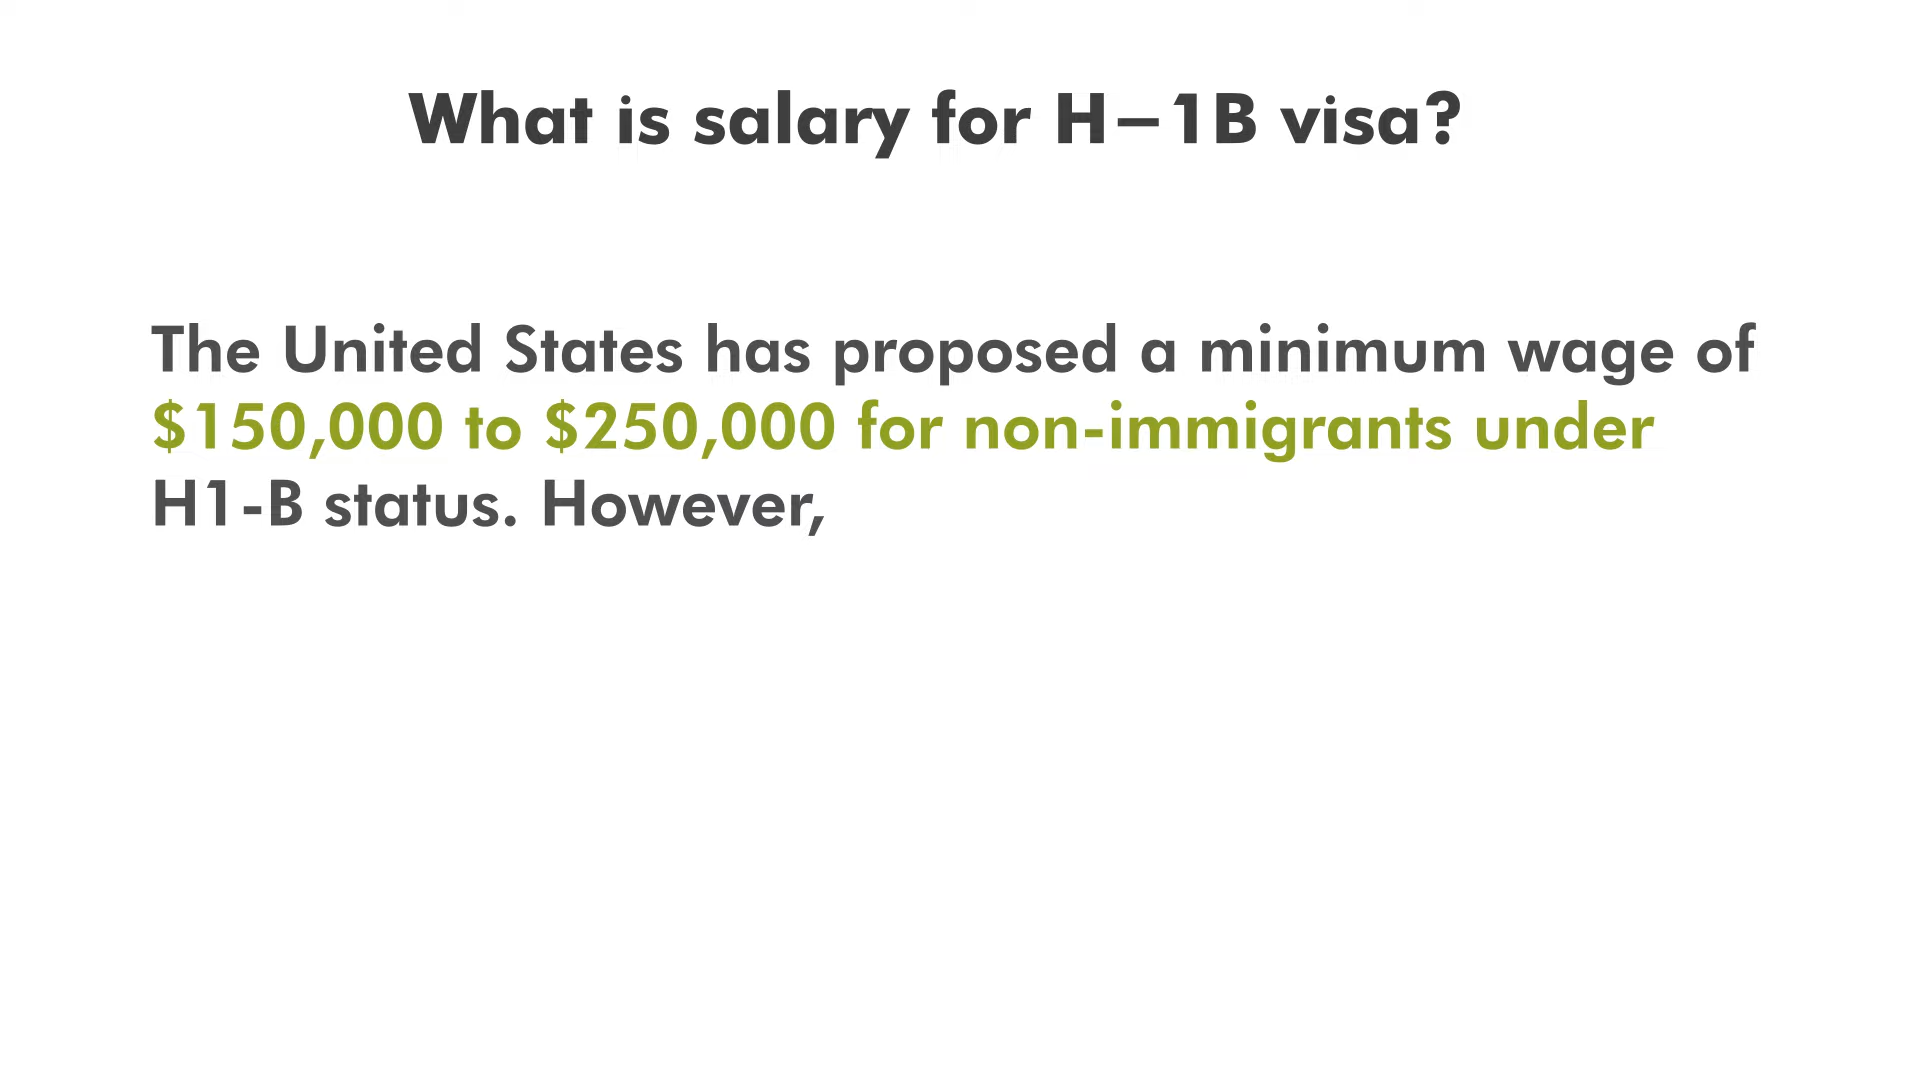 What is salary for H–1B visa?
The United States has proposed a minimum wage of
$150,000 to $250,000 for non-immigrants under
H1-B status. However,